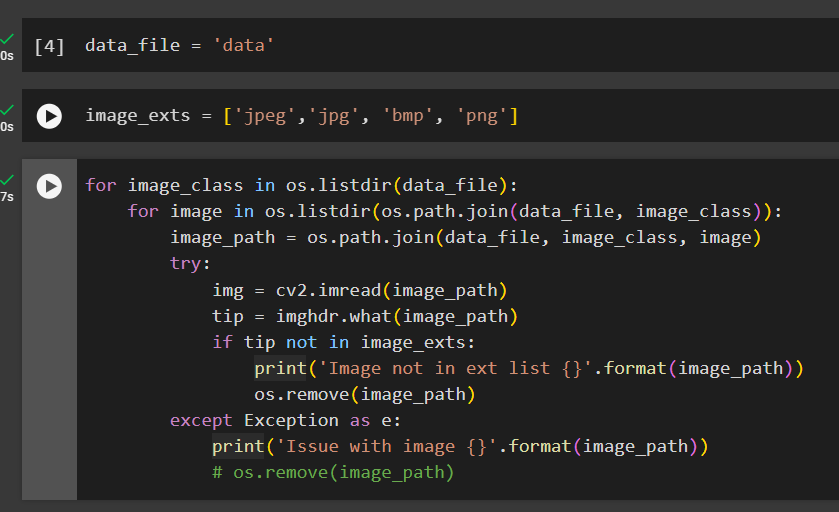 0s
[4] data_file = 'data'
0s
image_exts = ['jpeg','jpg', 'bmp', 'png']
7s
for image_class in os.listdir(data_file):
    for image in os.listdir(os.path.join(data_file, image_class)):
        image_path = os.path.join(data_file, image_class, image)
        try:
            img = cv2.imread(image_path)
            tip = imghdr.what(image_path)
            if tip not in image_exts:
                print('Image not in ext list {}'.format(image_path))
                os.remove(image_path)
        except Exception as e:
            print('Issue with image {}'.format(image_path))
            # os.remove(image_path)